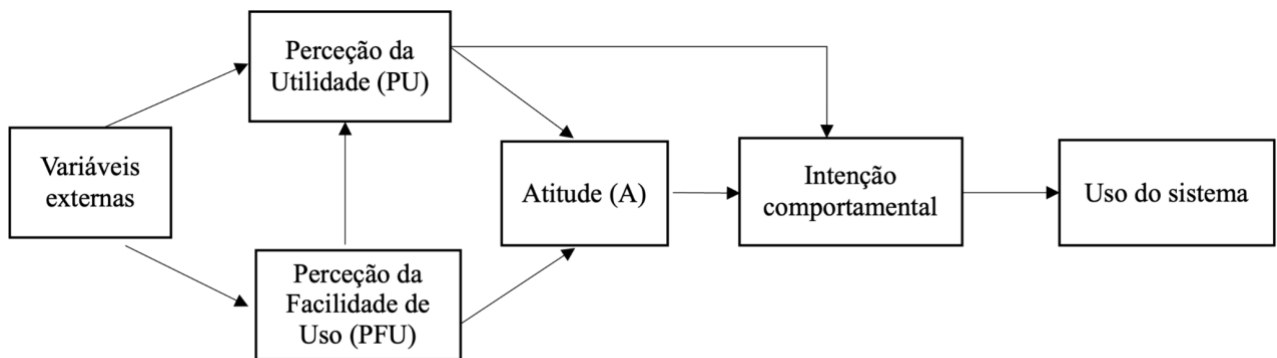 Perceção da
Utilidade (PU)
Variáveis
externas
Perceção da
Facilidade de
Uso (PFU)
Atitude (A)
Intenção
comportamental
Uso do sistema